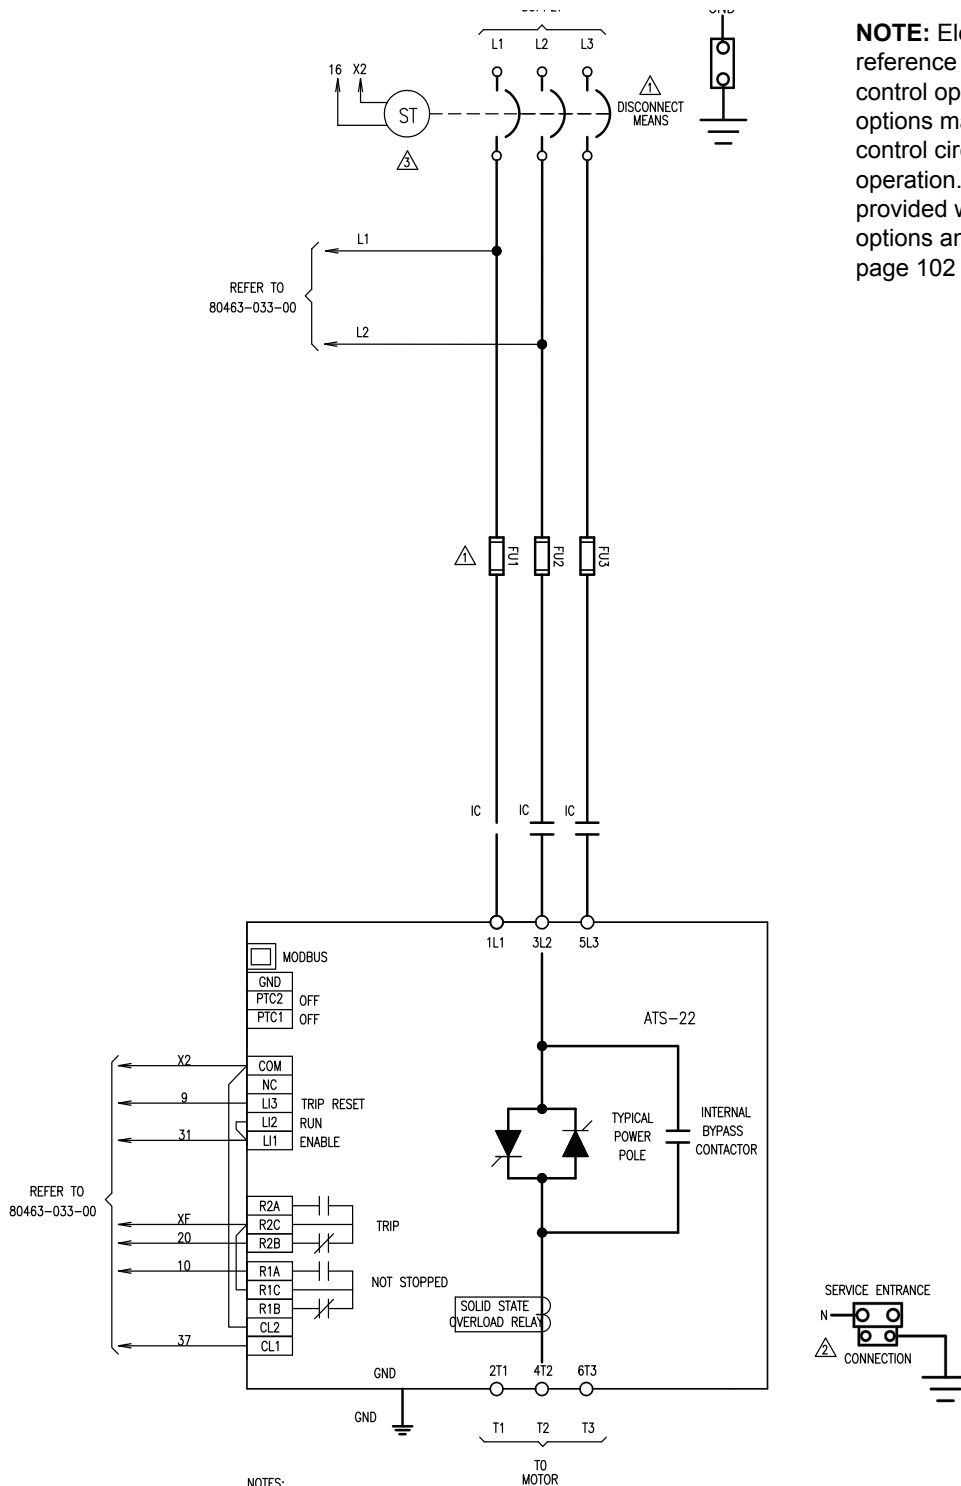 L1 L2 L3
16 X2
ST
3
1
DISCONNECT
MEANS
NOTE:
reference
control
options
control
operation.
provided
options
page 102
L1
REFER TO
80463-033-00
L2
1
FU1
FU2
FU3
IC IC IC
1L1 3L2 5L3
MODBUS
GND
PTC2 OFF
PTC1 OFF
ATS-22
X2 COM
NC
9 LI3 TRIP RESET
LI2 RUN
31 LI1 ENABLE
TYPICAL
POWER
POLE
INTERNAL
BYPASS
CONTACTOR
REFER TO
80463-033-00
R2A
XF R2C TRIP
20 R2B
10 R1A
R1C NOT STOPPED
R1B
CL2
37 CL1
SOLID STATE
OVERLOAD RELAY
SERVICE ENTRANCE
N
2
CONNECTION
GND
2T1 4T2 6T3
GND
T1 T2 T3
TO
MOTOR
NOTES: